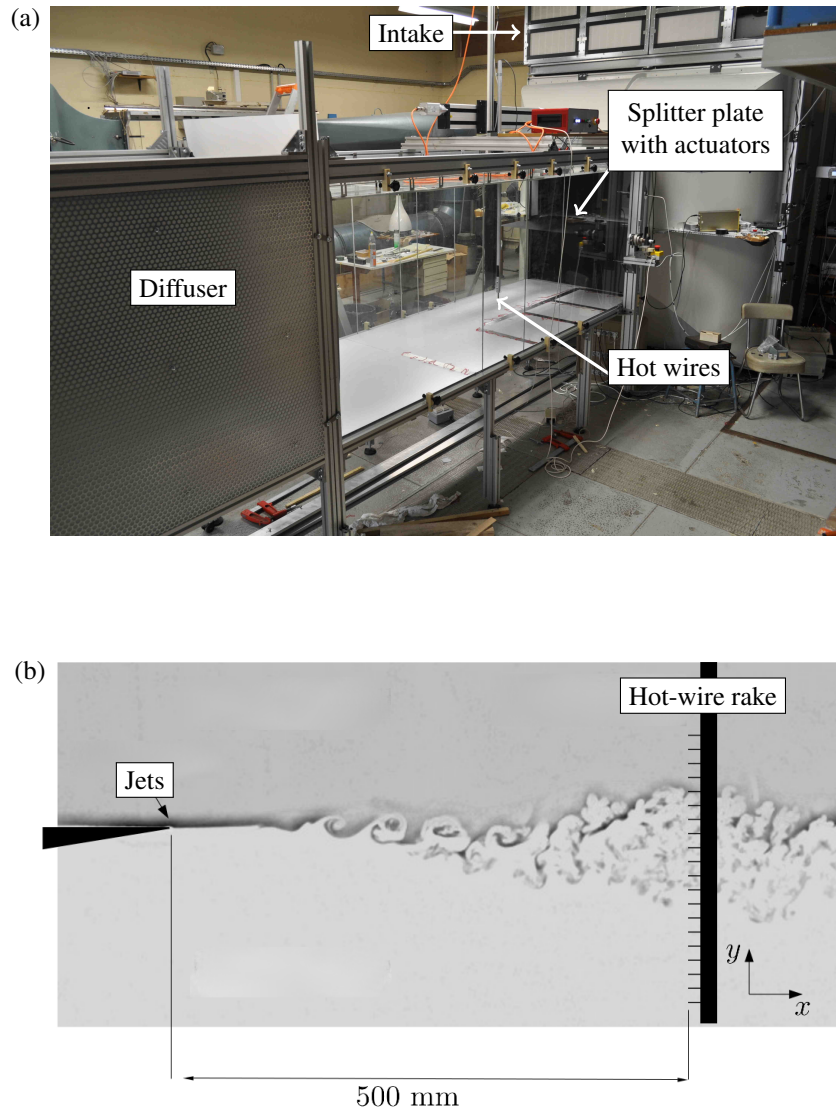 (a)
Intake
Splitter plate
with actuators
Diffuser
Hot wires
(b)
Hot-wire rake
Jets
y
x
500 mm